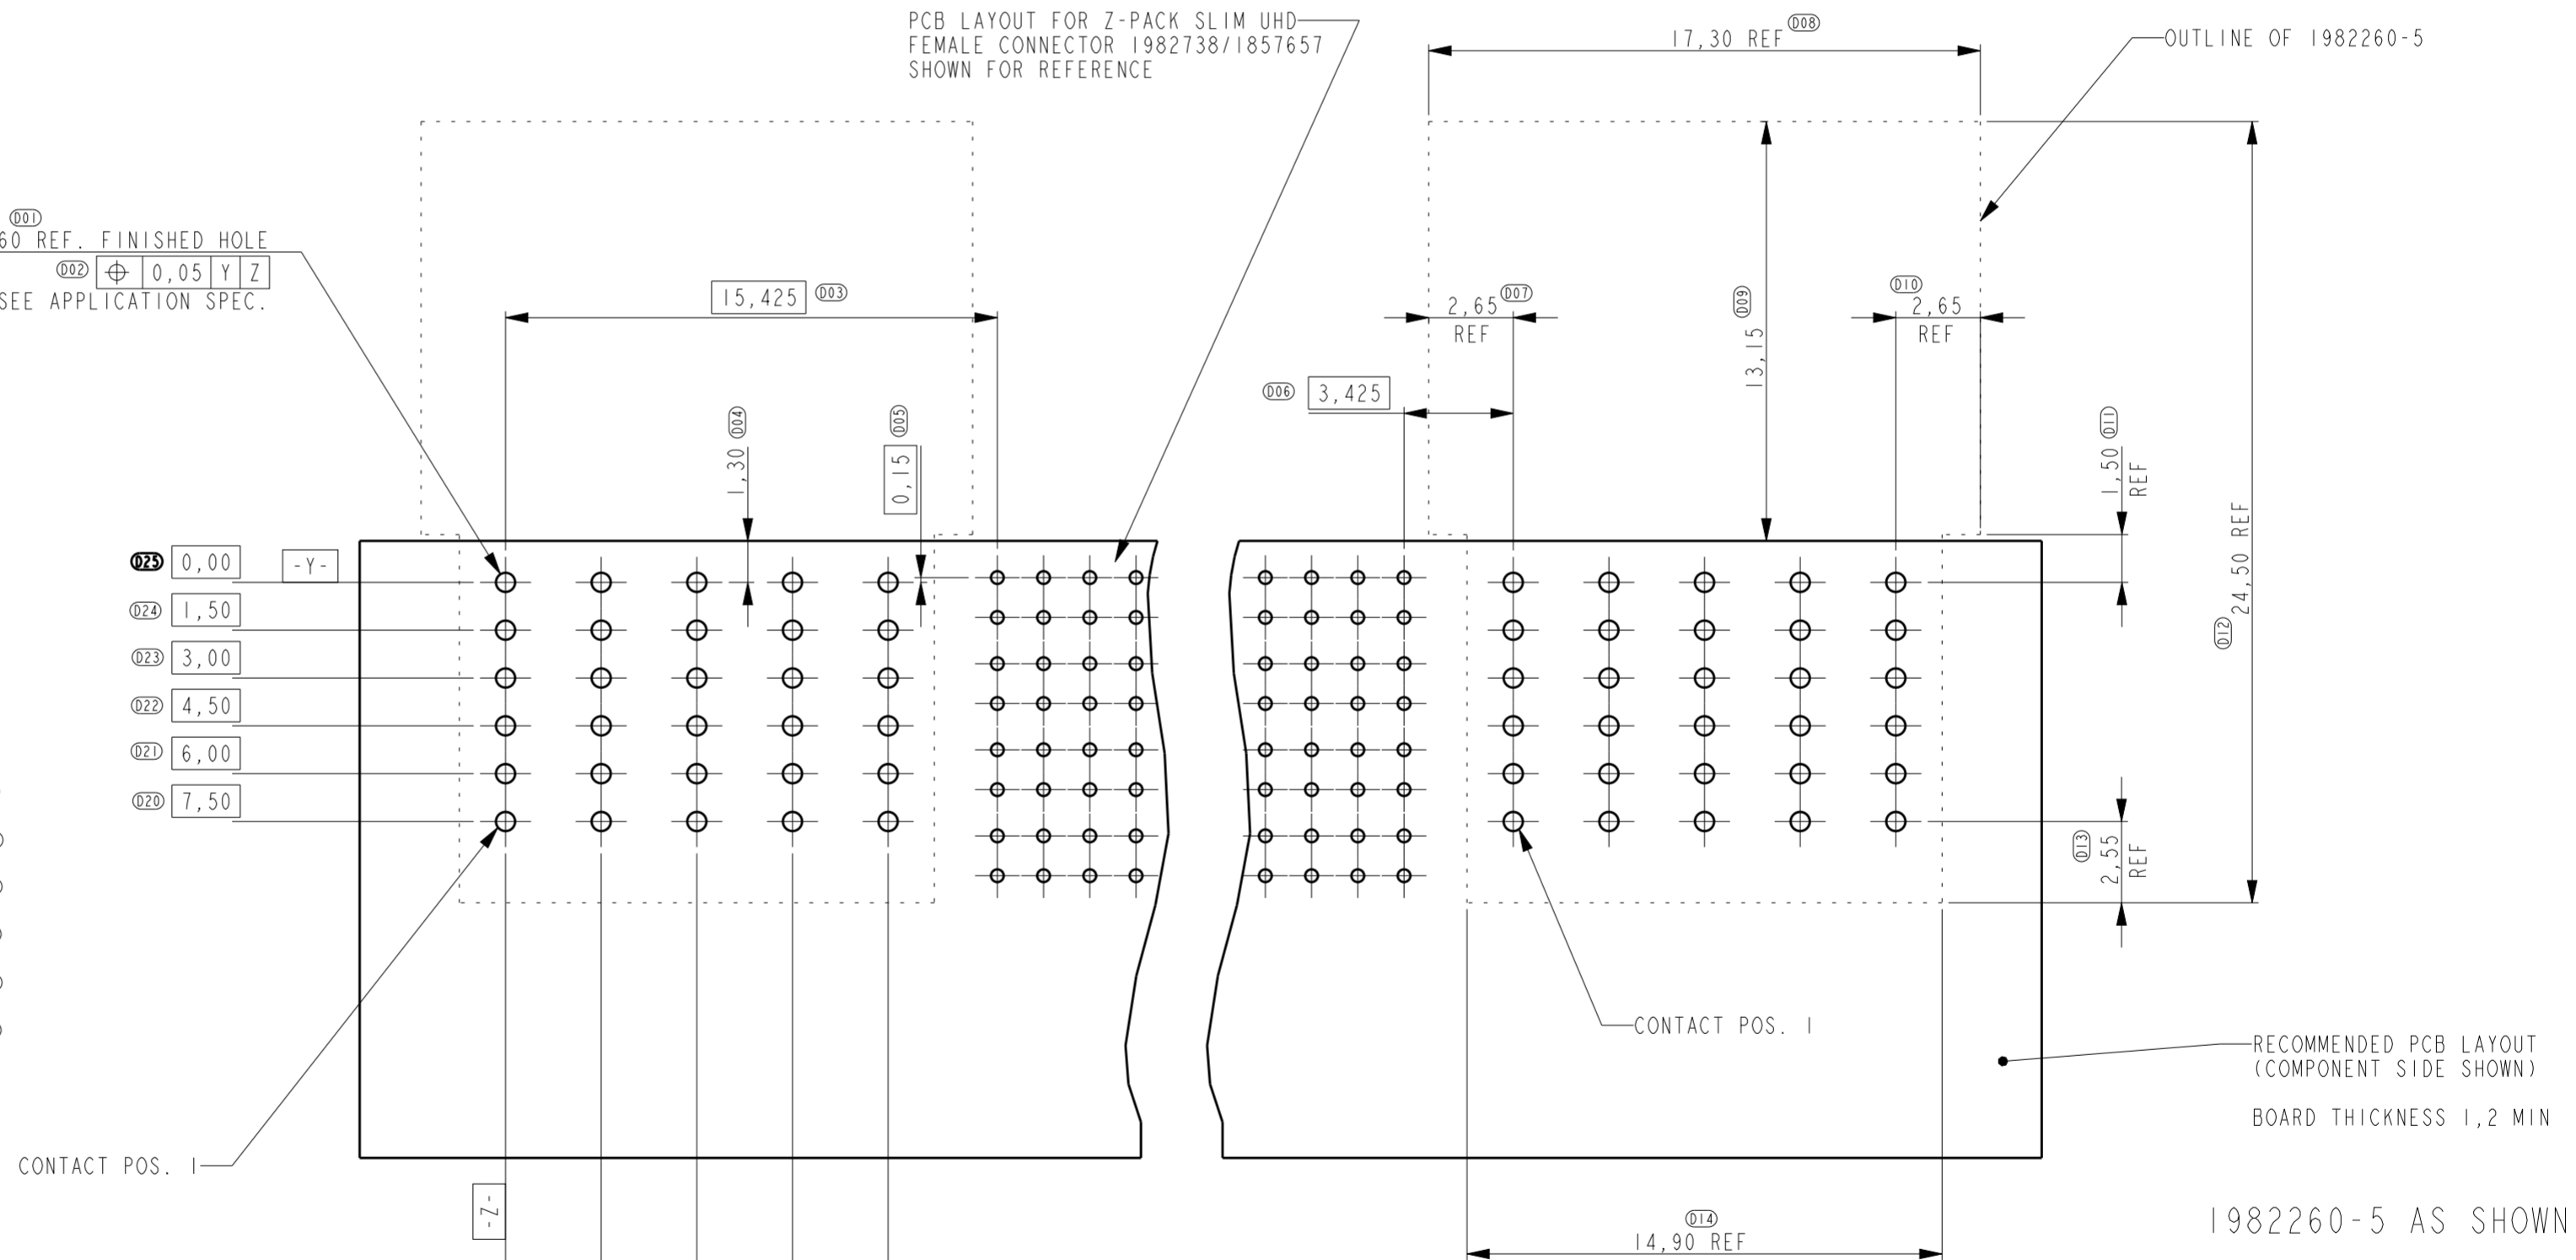 PCB LAYOUT FOR Z-PACK SLIM UHD
FEMALE CONNECTOR 1982738/1857657
SHOWN FOR REFERENCE
D08
17,30 REF
OUTLINE OF 1982260-5
D01
60 REF. FINISHED HOLE
D02 ⌖ 0,05 Y Z
SEE APPLICATION SPEC.
15,425 D03
2,65 D07
REF
13,15 D09
D10
2,65
REF
D06 3,425
1,30 D04
0,15 D05
1,50 D11
REF
D12 24,50 REF
D25 0,00 -Y-
D24 1,50
D23 3,00
D22 4,50
D21 6,00
D20 7,50
D13
2,55
REF
CONTACT POS. 1
RECOMMENDED PCB LAYOUT
(COMPONENT SIDE SHOWN)
BOARD THICKNESS 1,2 MIN
CONTACT POS. 1
-Z-
D14
14,90 REF
1982260-5 AS SHOWN